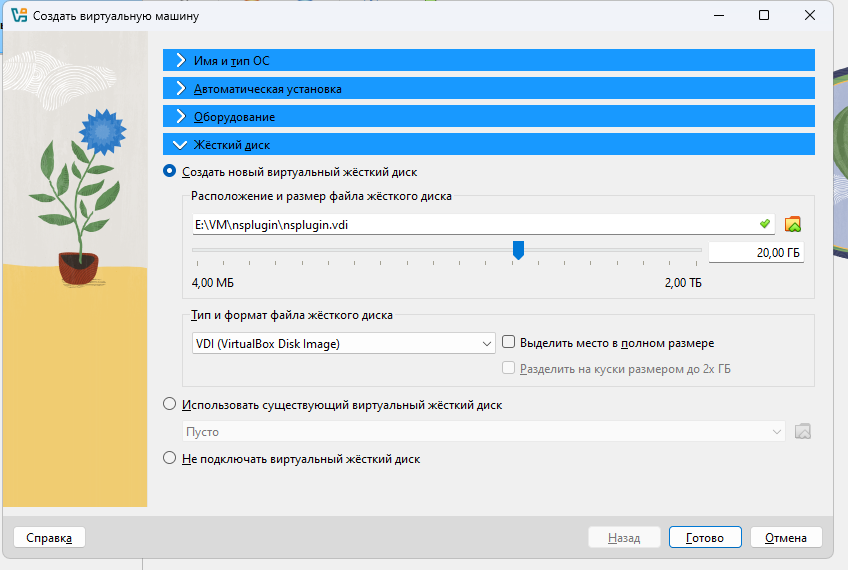 Создать виртуальную машину
Имя и тип ОС
Автоматическая установка
Оборудование
Жёсткий диск
Создать новый виртуальный жёсткий диск
Расположение и размер файла жёсткого диска
E:\VM\nsplugin\nsplugin.vdi
20,00 ГБ
4,00 МБ 2,00 ТБ
Тип и формат файла жёсткого диска
VDI (VirtualBox Disk Image) Выделить место в полном размере
Разделить на куски размером до 2х ГБ
Использовать существующий виртуальный жёсткий диск
Пусто
Не подключать виртуальный жёсткий диск
Справка Назад Готово Отмена